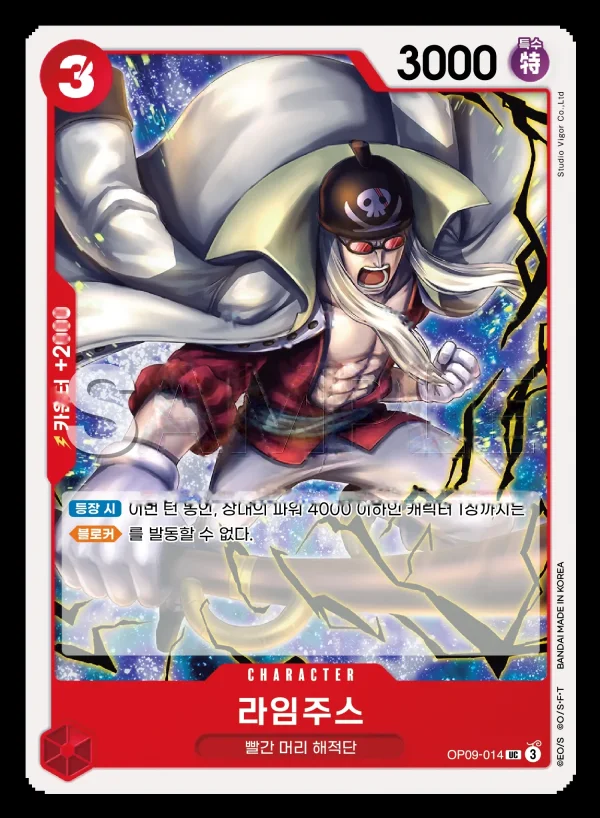 3
3000
특수
特
Studio Vigor Co.,Ltd
카운터 +2000
SAMPLE
등장 시 이번 턴 동안, 상대의 파워 4000 이하인 캐릭터 1장까지는
블로커 를 발동할 수 없다.
CHARACTER
라임주스
빨간 머리 해적단
OP09-014 UC 3
©EO/S ©O/S·F·T BANDAI MADE IN KOREA